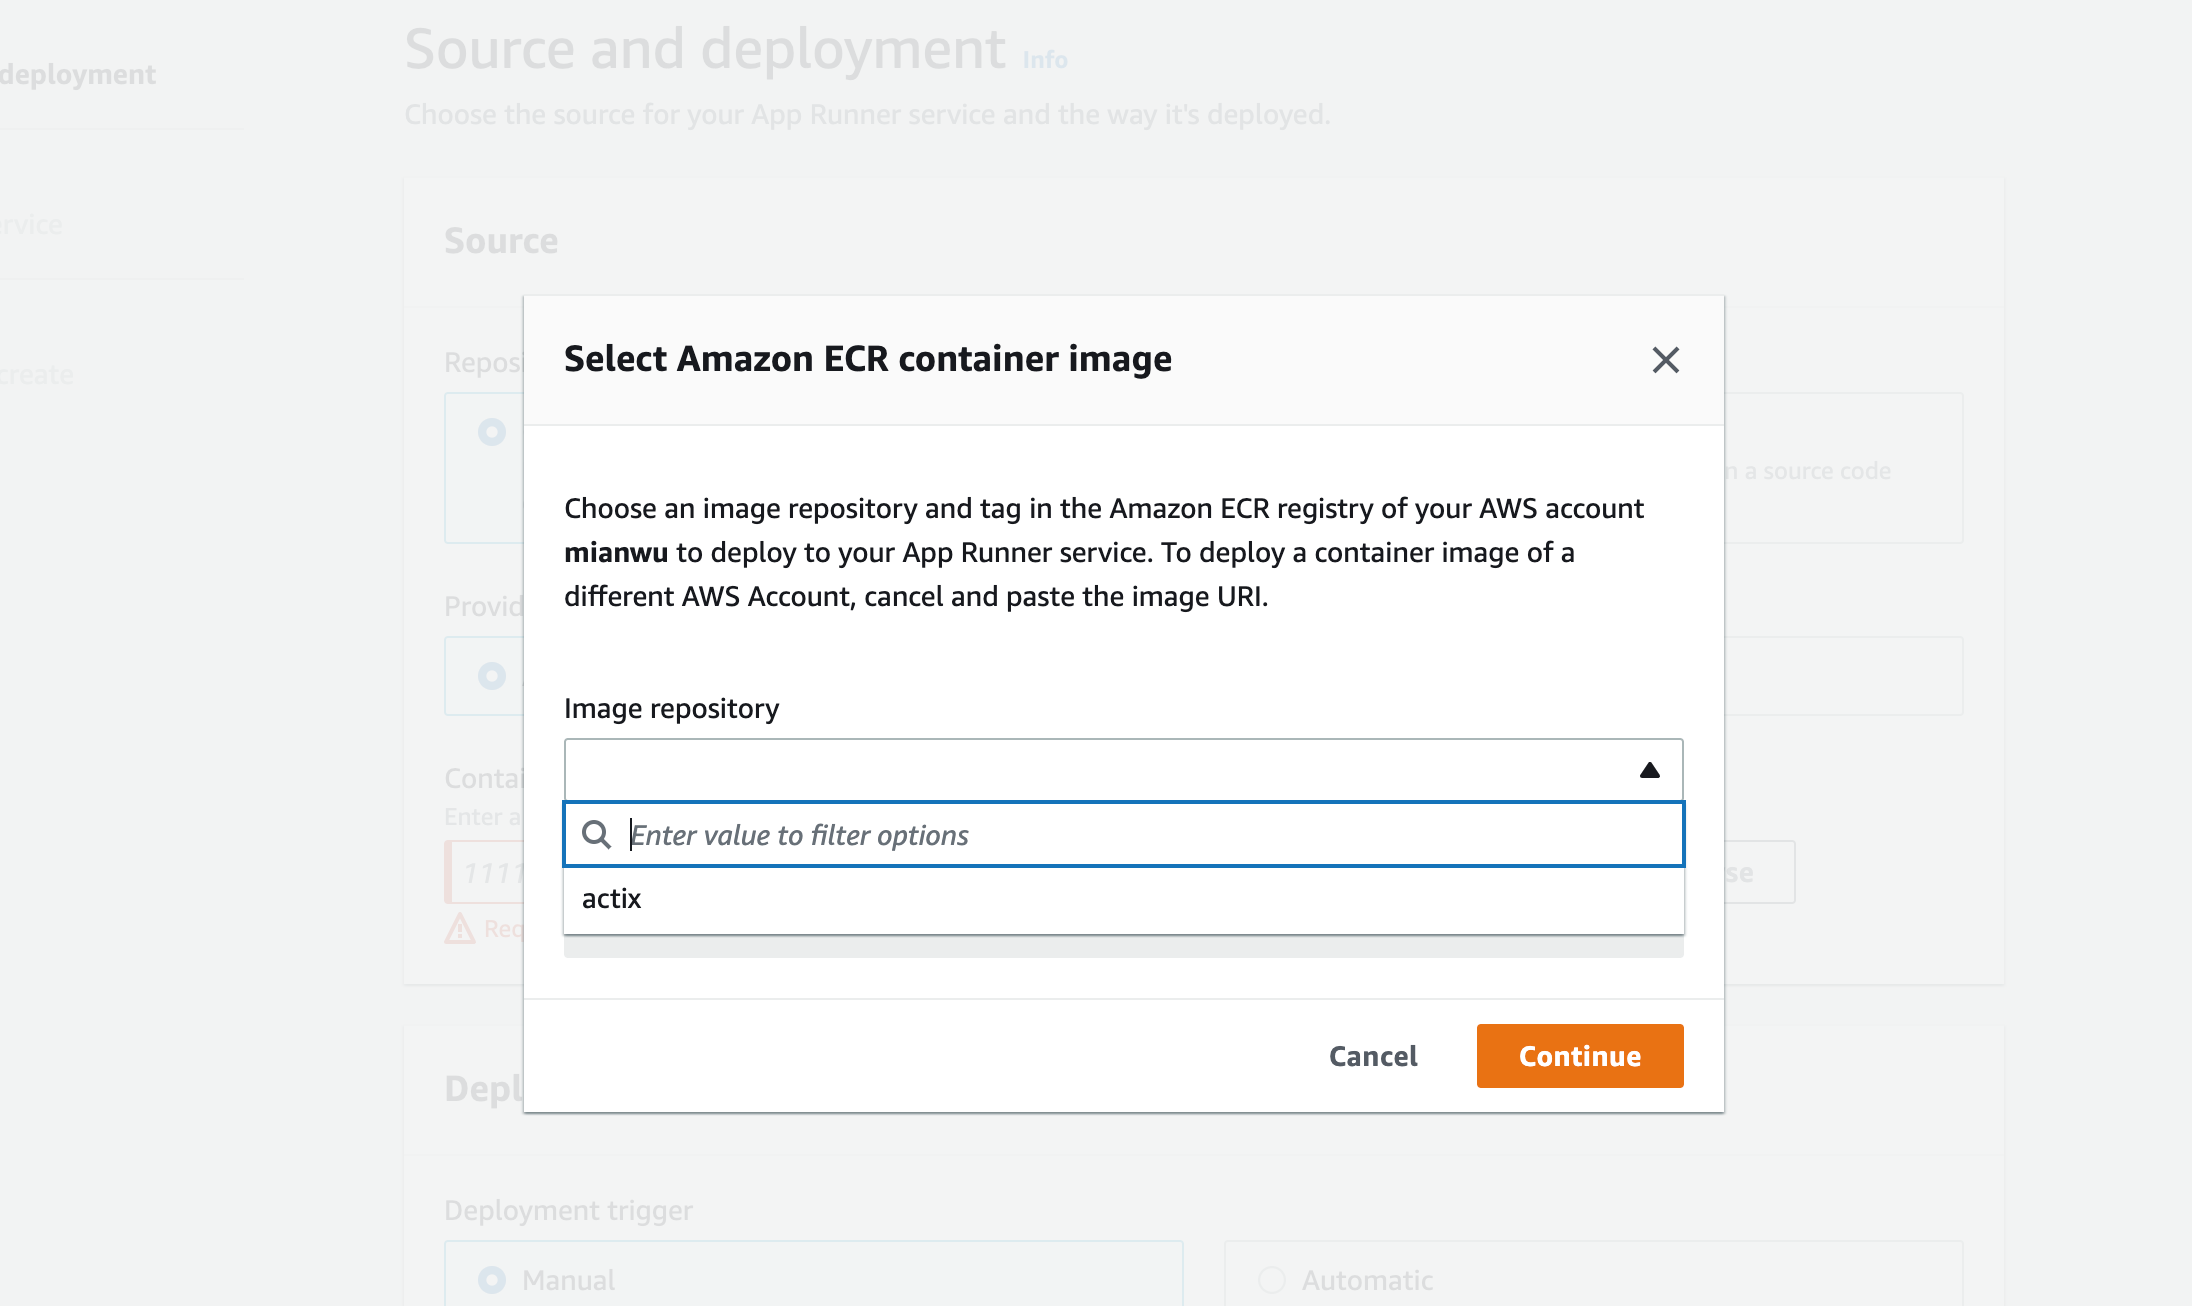 Source and deployment Info
deployment
Choose the source for your App Runner service and the way it's deployed.
ervice
Source
create
Select Amazon ECR container image
Reposi
n a source code
Choose an image repository and tag in the Amazon ECR registry of your AWS account
mianwu to deploy to your App Runner service. To deploy a container image of a
different AWS Account, cancel and paste the image URI.
Provid
Image repository
Contai
Enter a
Enter value to filter options
1111
se
actix
Req
Cancel
Continue
Depl
Deployment trigger
Manual
Automatic